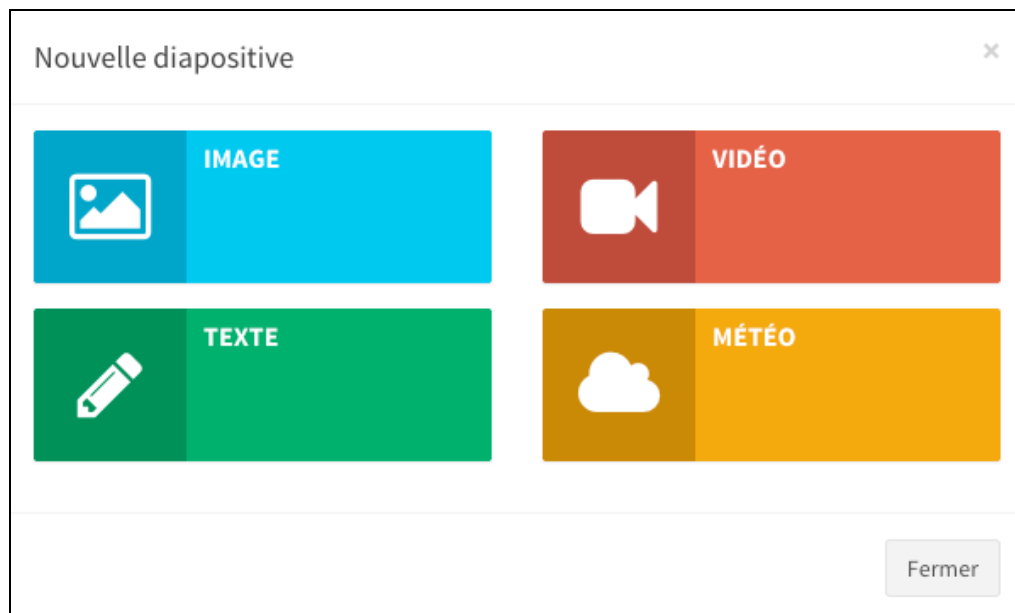 Nouvelle diapositive
×
IMAGE
VIDÉO
TEXTE
MÉTÉO
Fermer